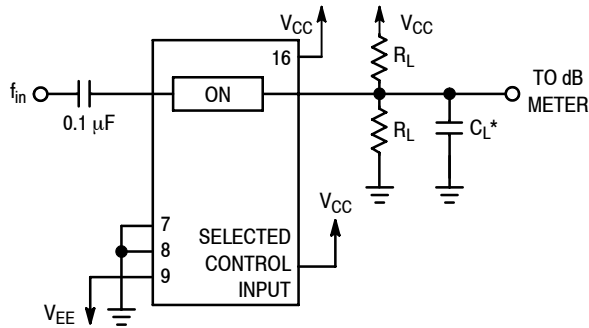 V_CC
16
V_CC
R_L
f_in
ON
TO dB
METER
0.1 μF
R_L
C_L*
7
8
9
SELECTED
CONTROL
INPUT
V_CC
V_EE